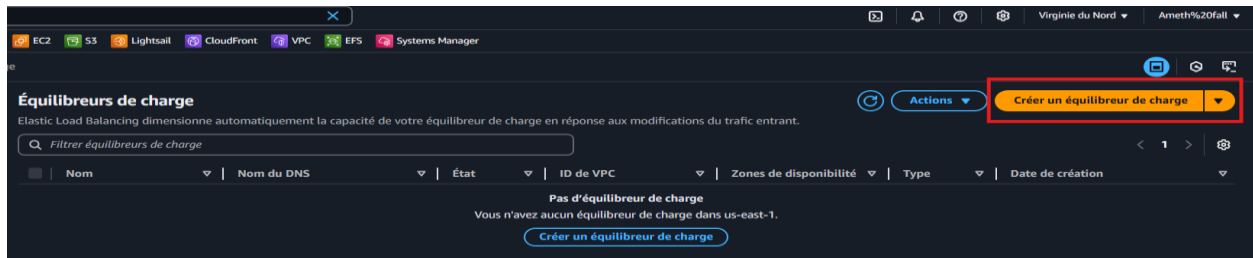 Virginie du Nord Ameth%20fall
EC2 S3 Lightsail CloudFront VPC EFS Systems Manager
ge
Équilibreurs de charge Actions Créer un équilibreur de charge
Elastic Load Balancing dimensionne automatiquement la capacité de votre équilibreur de charge en réponse aux modifications du trafic entrant.
Filtrer équilibreurs de charge 1
Nom Nom du DNS État ID de VPC Zones de disponibilité Type Date de création
Pas d'équilibreur de charge
Vous n'avez aucun équilibreur de charge dans us-east-1.
Créer un équilibreur de charge